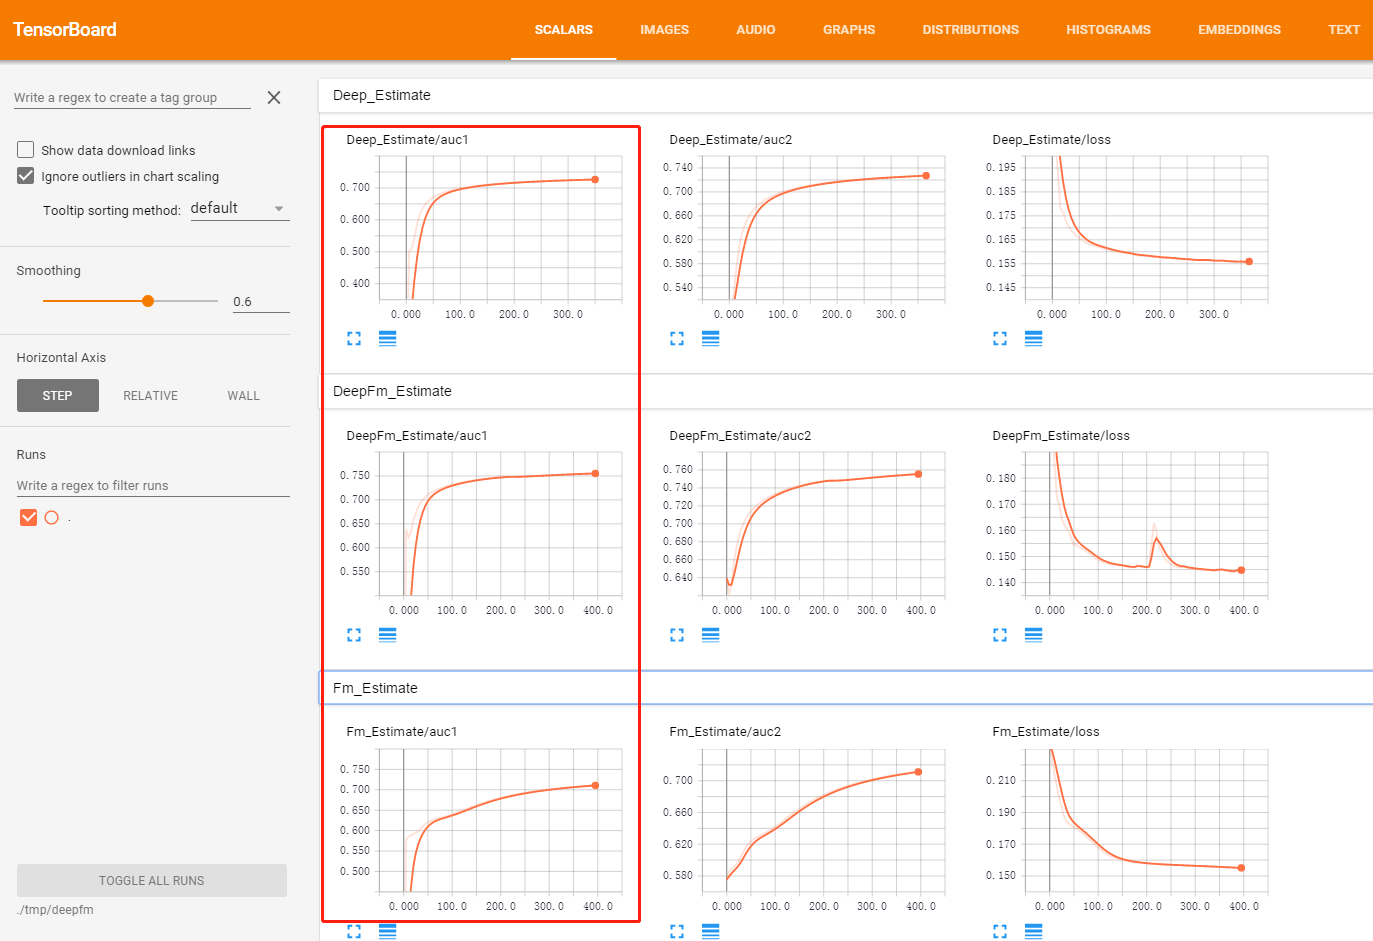 TensorBoard
SCALARS IMAGES AUDIO GRAPHS DISTRIBUTIONS HISTOGRAMS EMBEDDINGS TEXT
Write a regex to create a tag group
Show data download links
Ignore outliers in chart scaling
Tooltip sorting method: default
Smoothing
0.6
Horizontal Axis
STEP RELATIVE WALL
Runs
Write a regex to filter runs
.
TOGGLE ALL RUNS
./tmp/deepfm
Deep_Estimate
Deep_Estimate/auc1
0.700
0.600
0.500
0.400
0.000 100.0 200.0 300.0
Deep_Estimate/auc2
0.740
0.700
0.660
0.620
0.580
0.540
0.000 100.0 200.0 300.0
Deep_Estimate/loss
0.195
0.185
0.175
0.165
0.155
0.145
0.000 100.0 200.0 300.0
DeepFm_Estimate
DeepFm_Estimate/auc1
0.750
0.700
0.650
0.600
0.550
0.000 100.0 200.0 300.0 400.0
DeepFm_Estimate/auc2
0.760
0.740
0.720
0.700
0.680
0.660
0.640
0.000 100.0 200.0 300.0 400.0
DeepFm_Estimate/loss
0.180
0.170
0.160
0.150
0.140
0.000 100.0 200.0 300.0 400.0
Fm_Estimate
Fm_Estimate/auc1
0.750
0.700
0.650
0.600
0.550
0.500
0.000 100.0 200.0 300.0 400.0
Fm_Estimate/auc2
0.700
0.660
0.620
0.580
0.000 100.0 200.0 300.0 400.0
Fm_Estimate/loss
0.210
0.190
0.170
0.150
0.000 100.0 200.0 300.0 400.0